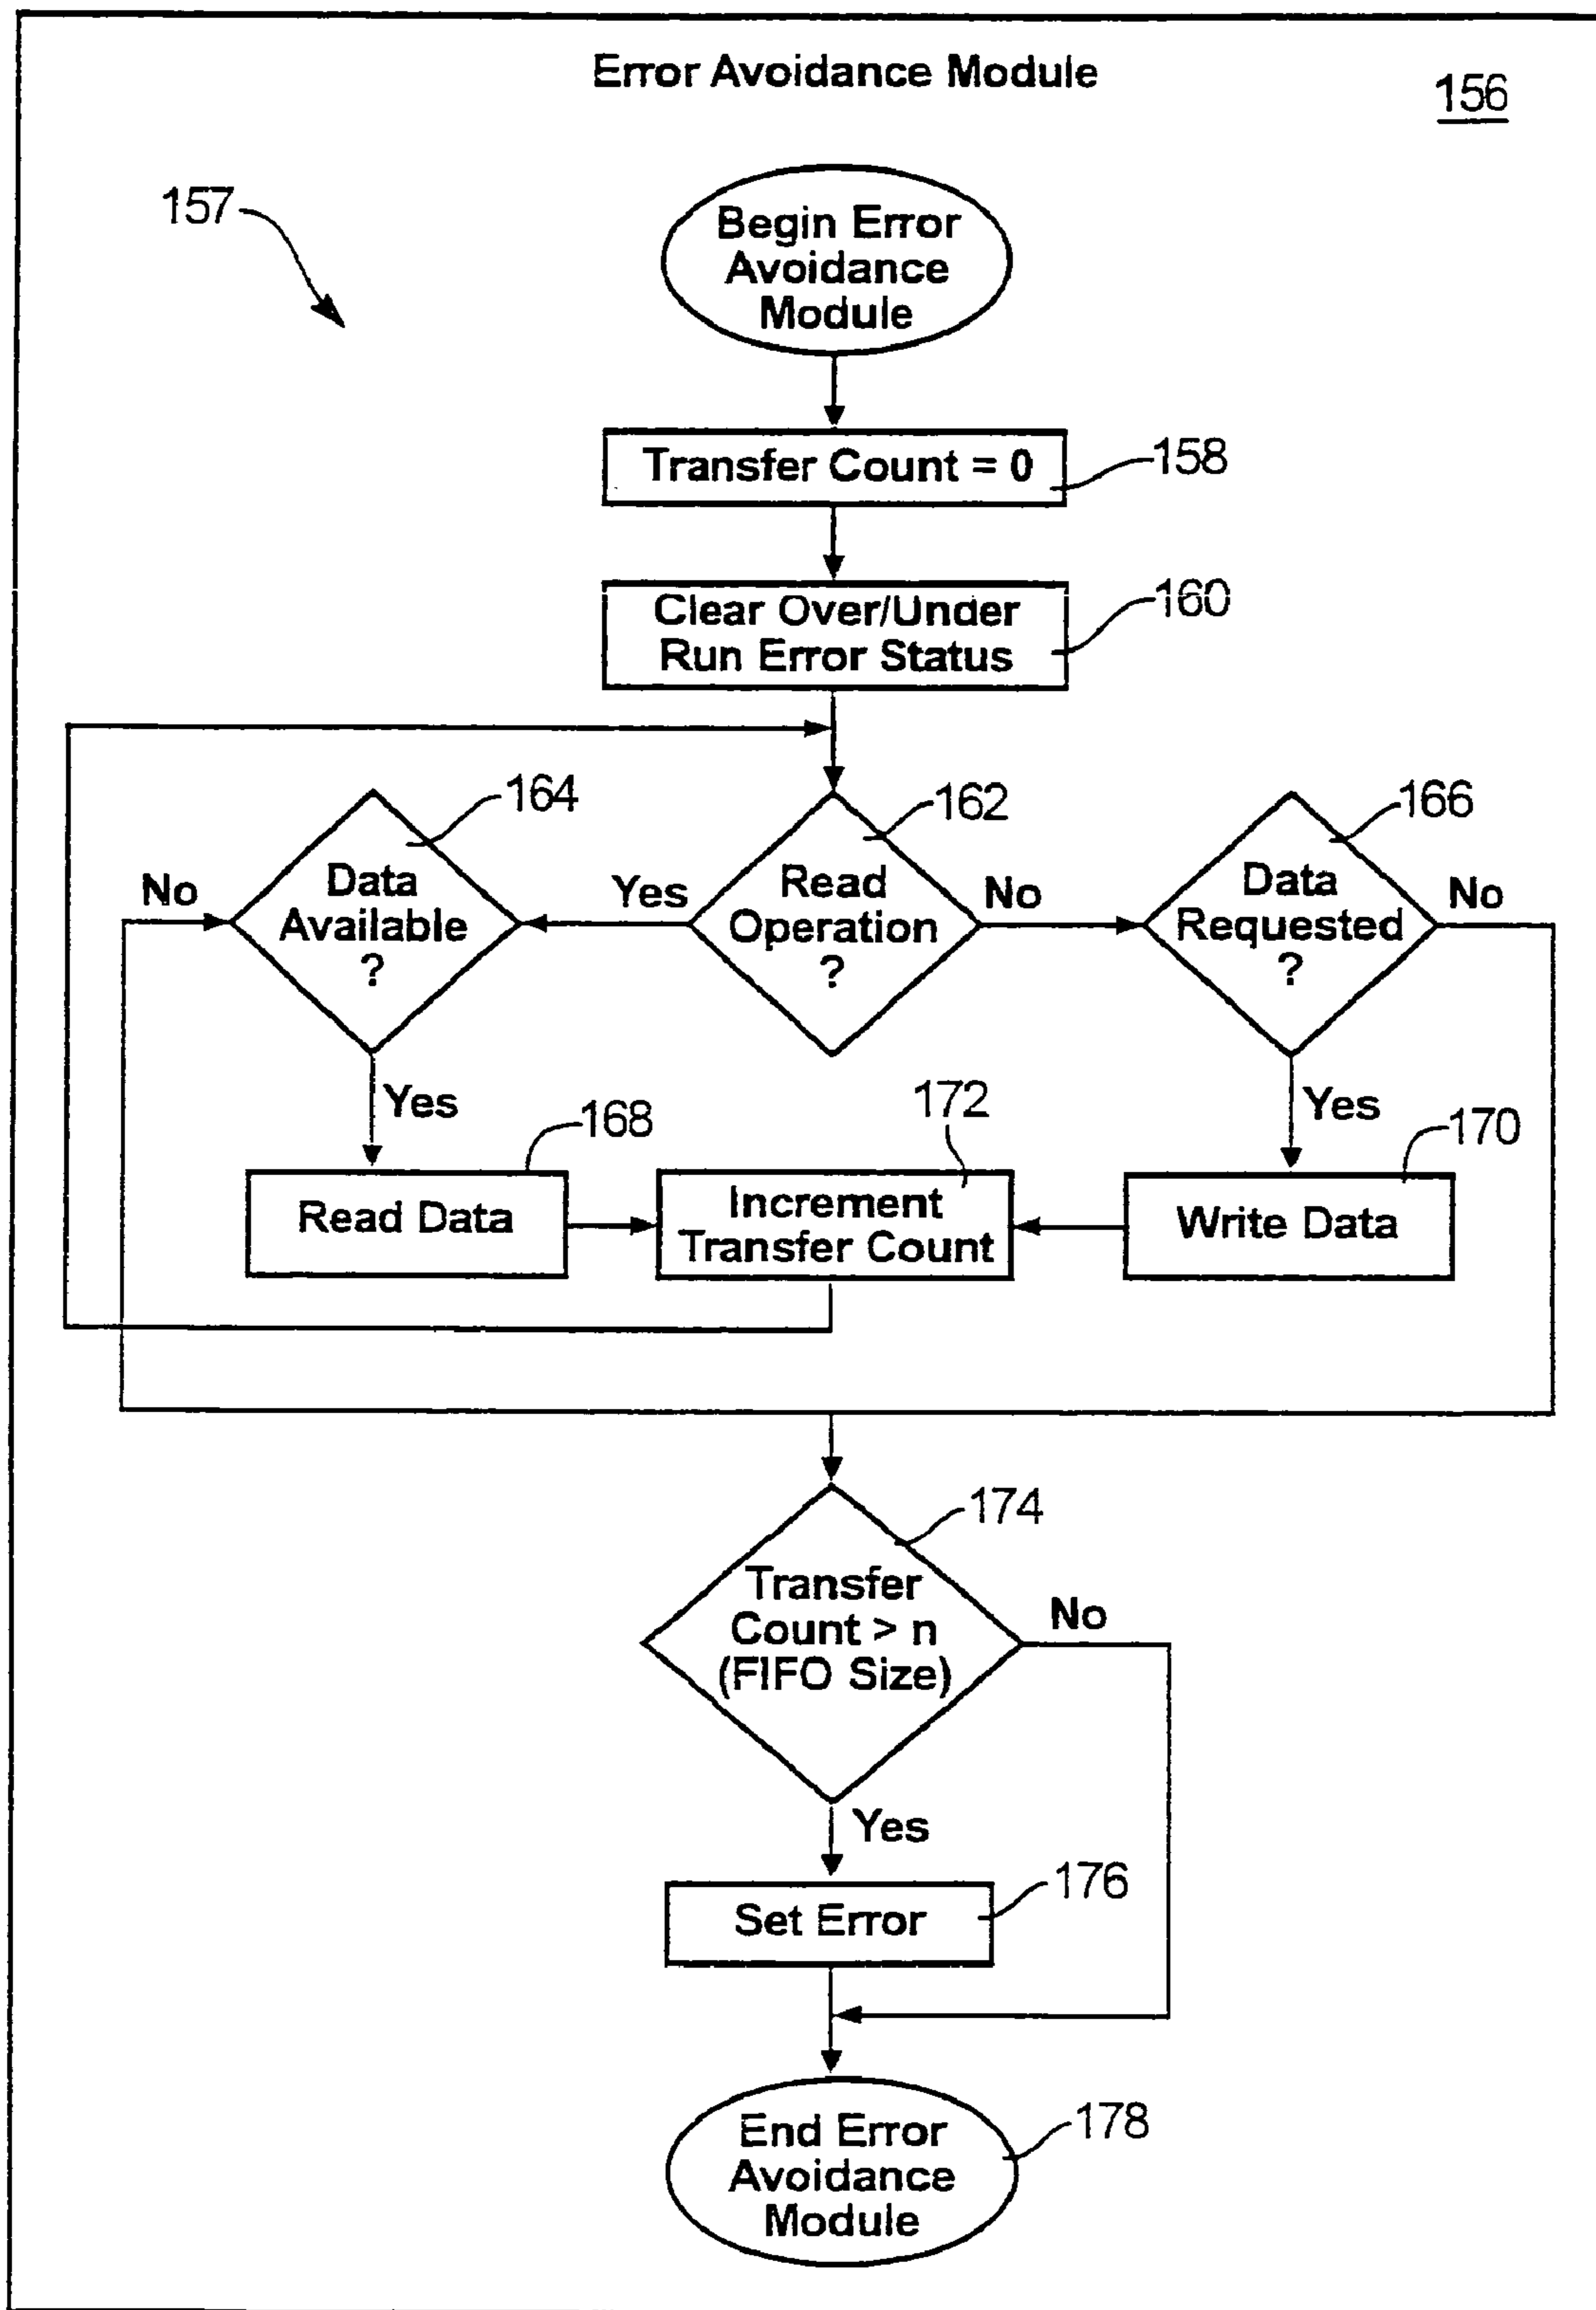 Error Avoidance Module
156
157
Begin Error
Avoidance
Module
Transfer Count = 0
158
Clear Over/Under
Run Error Status
160
164
162
166
No
Data
Available
?
Yes
Read
Operation
?
No
Data
Requested
?
No
Yes
168
172
Yes
170
Read Data
Increment
Transfer Count
Write Data
174
Transfer
Count > n
(FIFO Size)
No
Yes
176
Set Error
178
End Error
Avoidance
Module